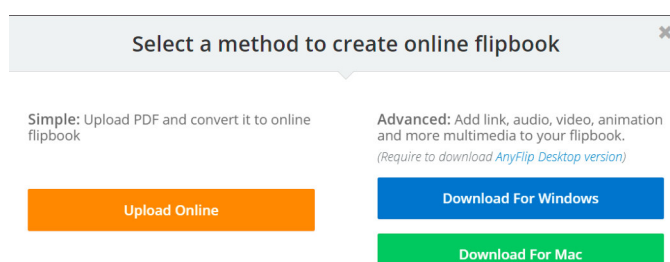 Select a method to create online flipbook
Simple: Upload PDF and convert it to online
flipbook
Upload Online
Advanced: Add link, audio, video, animation
and more multimedia to your flipbook.
(Require to download AnyFlip Desktop version)
Download For Windows
Download For Mac